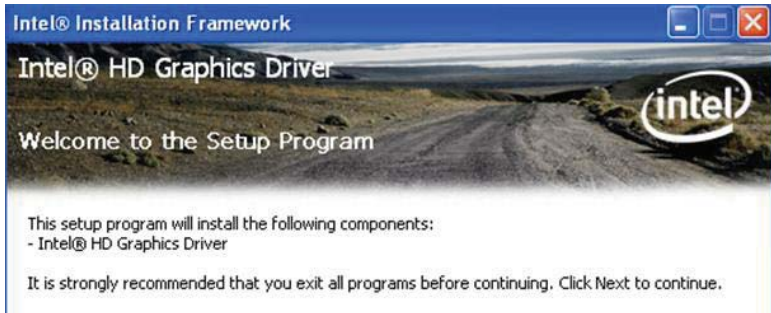 Intel® Installation Framework
Intel® HD Graphics Driver
intel
Welcome to the Setup Program
This setup program will install the following components:
- Intel® HD Graphics Driver
It is strongly recommended that you exit all programs before continuing. Click Next to continue.